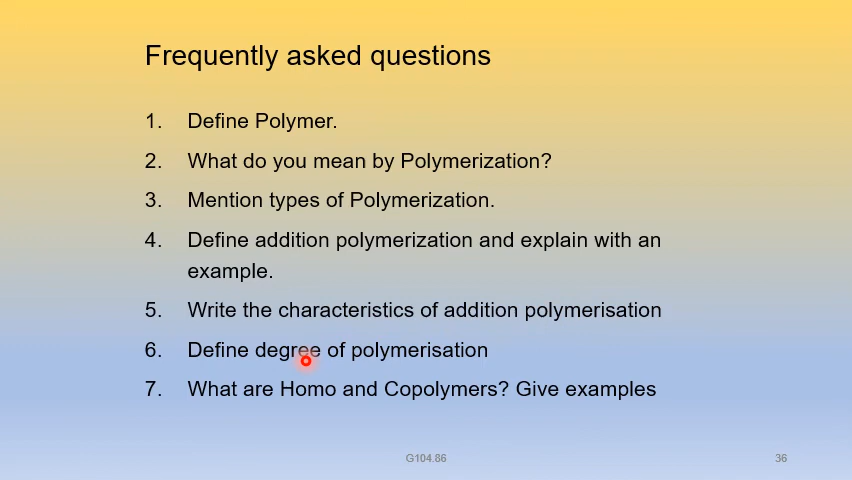 Frequently asked questions
1. Define Polymer.
2. What do you mean by Polymerization?
3. Mention types of Polymerization.
4. Define addition polymerization and explain with an
example.
5. Write the characteristics of addition polymerisation
6. Define degree of polymerisation
7. What are Homo and Copolymers? Give examples
G104.86 36